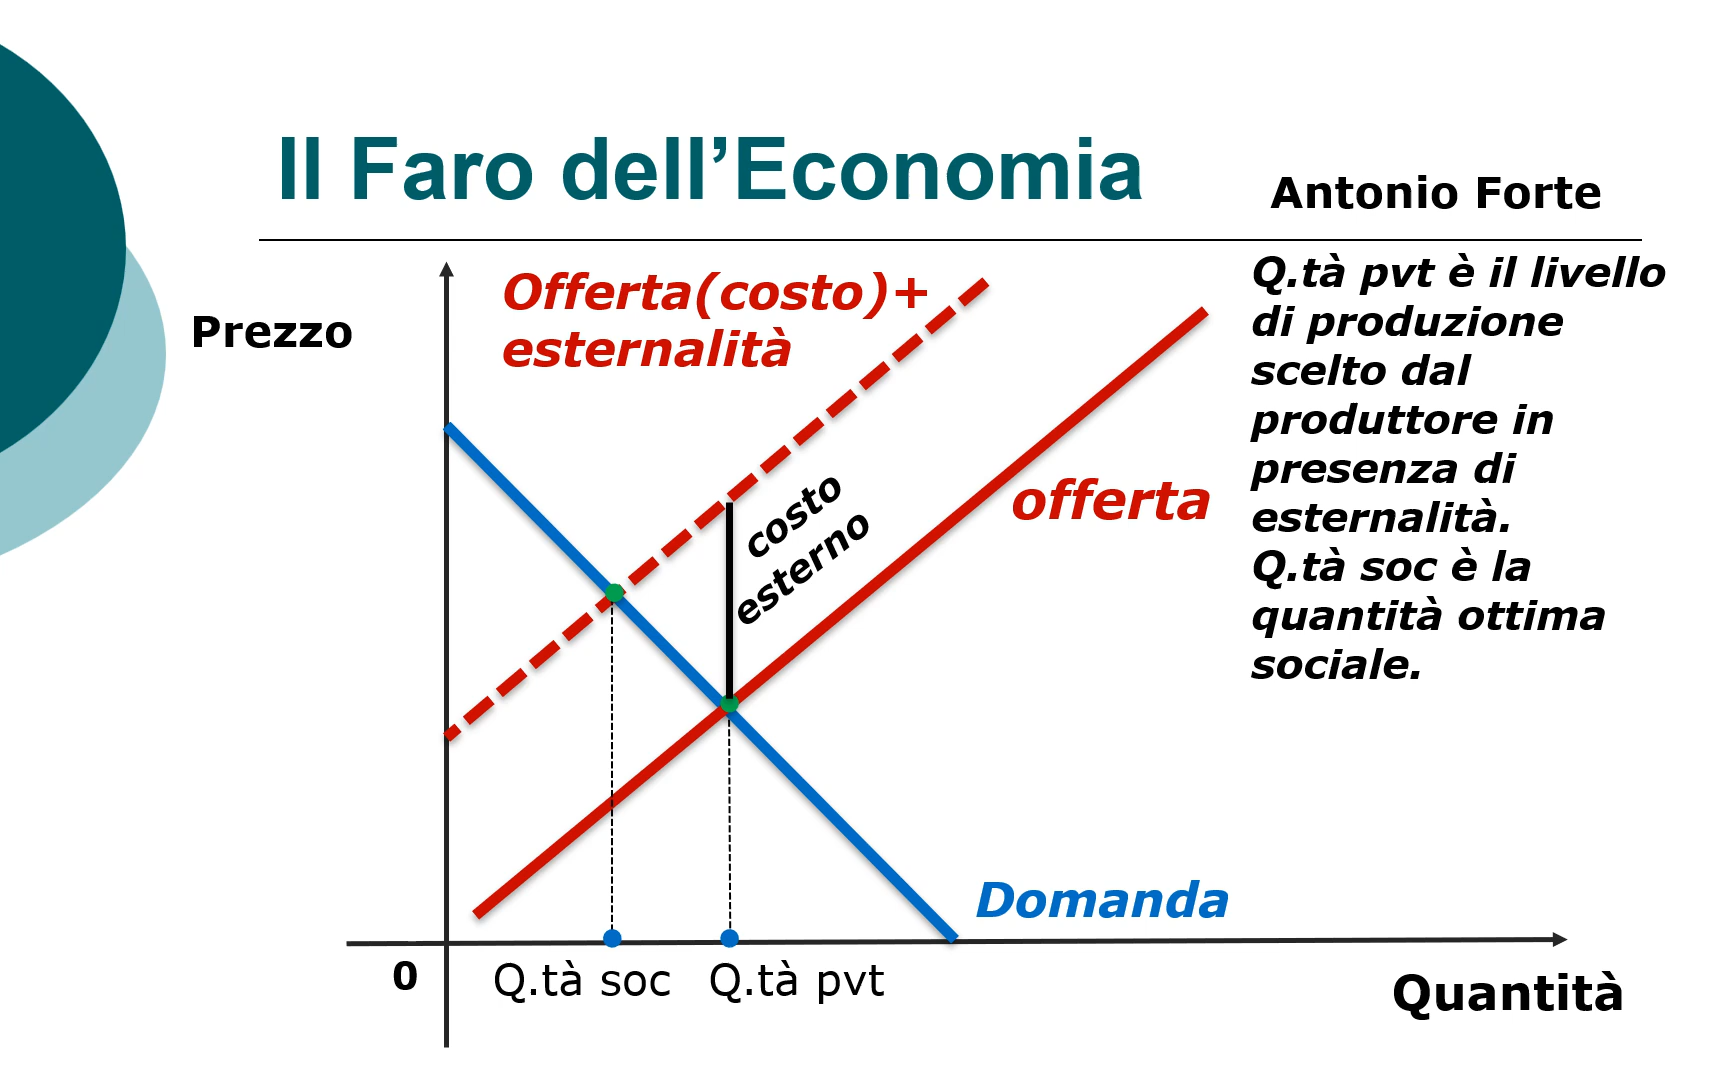 Il Faro dell’Economia
Antonio Forte
Prezzo
Offerta(costo)+
esternalità
costo
esterno
offerta
Domanda
0
Q.tà soc
Q.tà pvt
Quantità
Q.tà pvt è il livello
di produzione
scelto dal
produttore in
presenza di
esternalità.
Q.tà soc è la
quantità ottima
sociale.